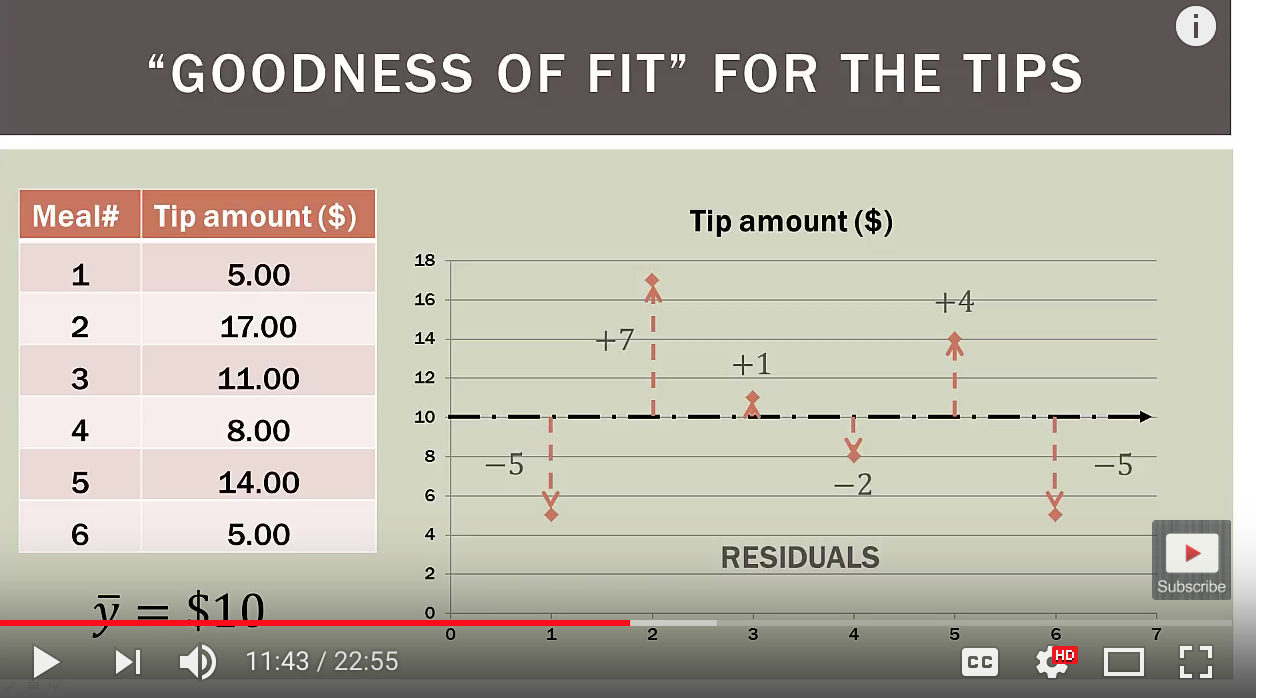 i
“GOODNESS OF FIT” FOR THE TIPS
Meal# Tip amount ($)
1 5.00
2 17.00
3 11.00
4 8.00
5 14.00
6 5.00
y̅ = $10
Tip amount ($)
18
16
14
12
10
8
6
4
2
0
+7
+1
+4
−5
−2
−5
RESIDUALS
0 1 2 3 4 5 6 7
Subscribe
11:43 / 22:55
CC
HD